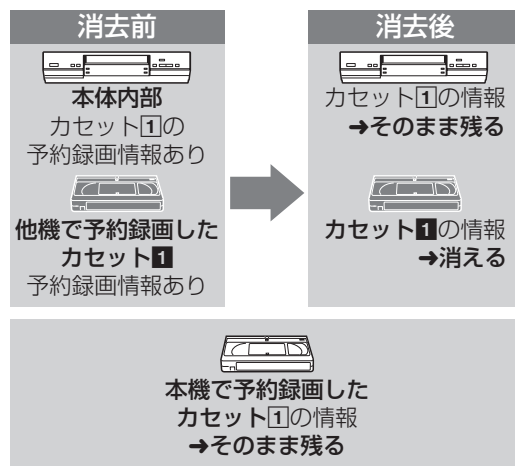 消去前
本体内部
カセット1の
予約録画情報あり
他機で予約録画した
カセット1
予約録画情報あり
消去後
カセット1の情報
➜そのまま残る
カセット1の情報
➜消える
本機で予約録画した
カセット1の情報
➜そのまま残る